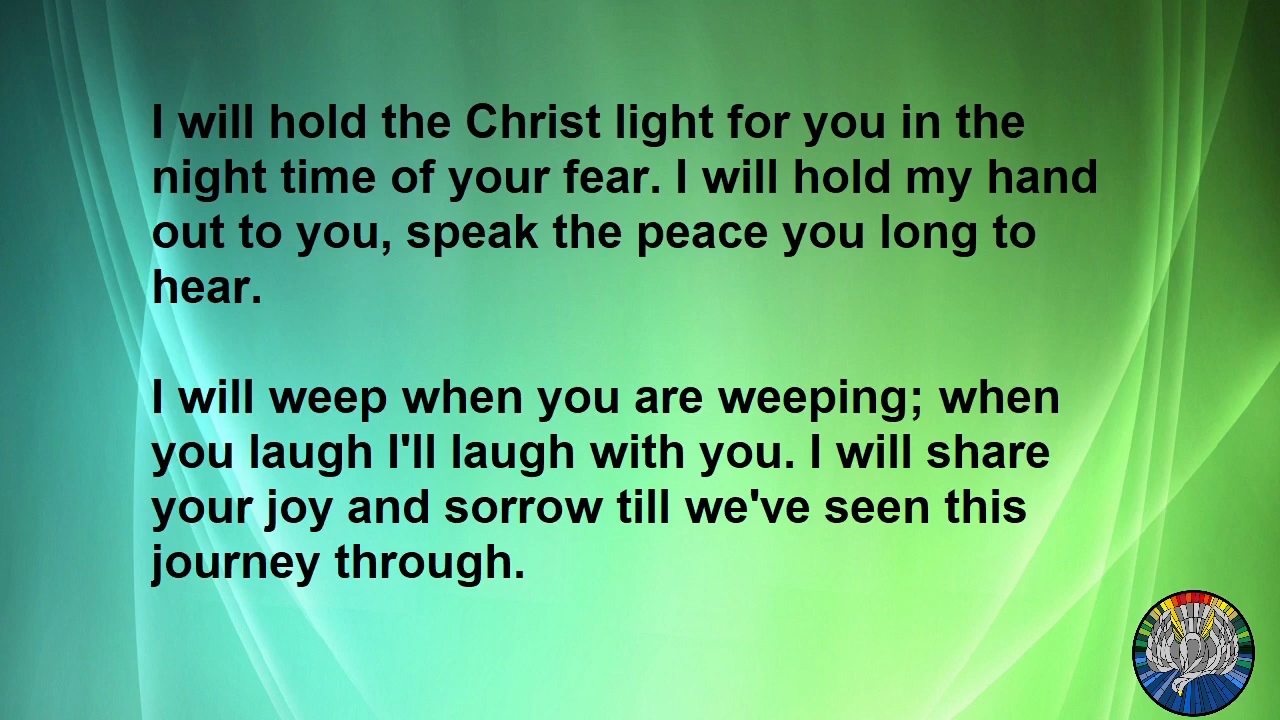 I will hold the Christ light for you in the
night time of your fear. I will hold my hand
out to you, speak the peace you long to
hear.
I will weep when you are weeping; when
you laugh I'll laugh with you. I will share
your joy and sorrow till we've seen this
journey through.